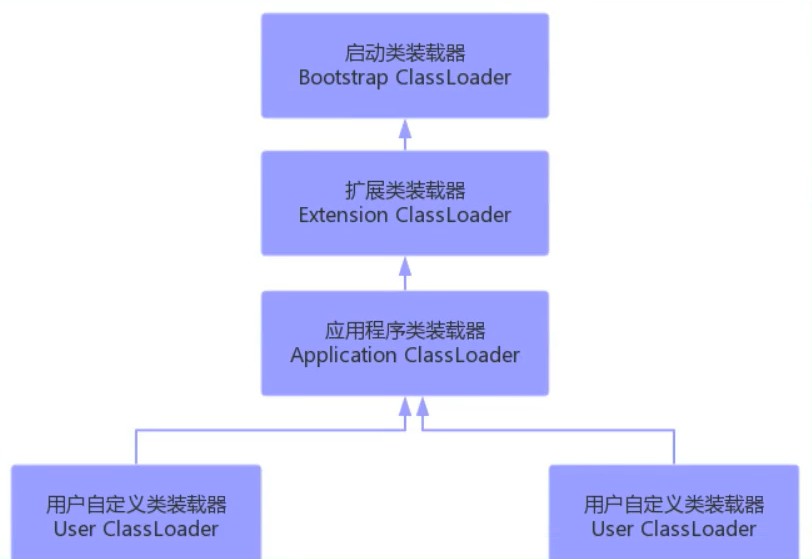 启动类装载器
Bootstrap ClassLoader
扩展类装载器
Extension ClassLoader
应用程序类装载器
Application ClassLoader
用户自定义类装载器
User ClassLoader
用户自定义类装载器
User ClassLoader